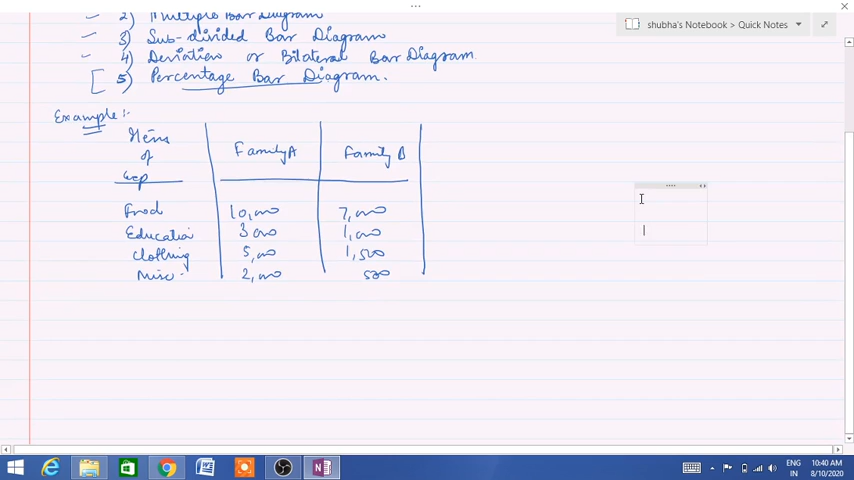 shubha's Notebook > Quick Notes
2) Multiple Bar Diagram
3) Sub-divided Bar Diagram
4) Deviation or Bilateral Bar Diagram
5) Percentage Bar Diagram.
Example :-
Items of Exp Family A Family B
Food 10,000 7,000
Education 3000 1,000
Clothing 5,000 1,500
Misc. 2,000 500
ENG 10:40 AM
IN 8/10/2020